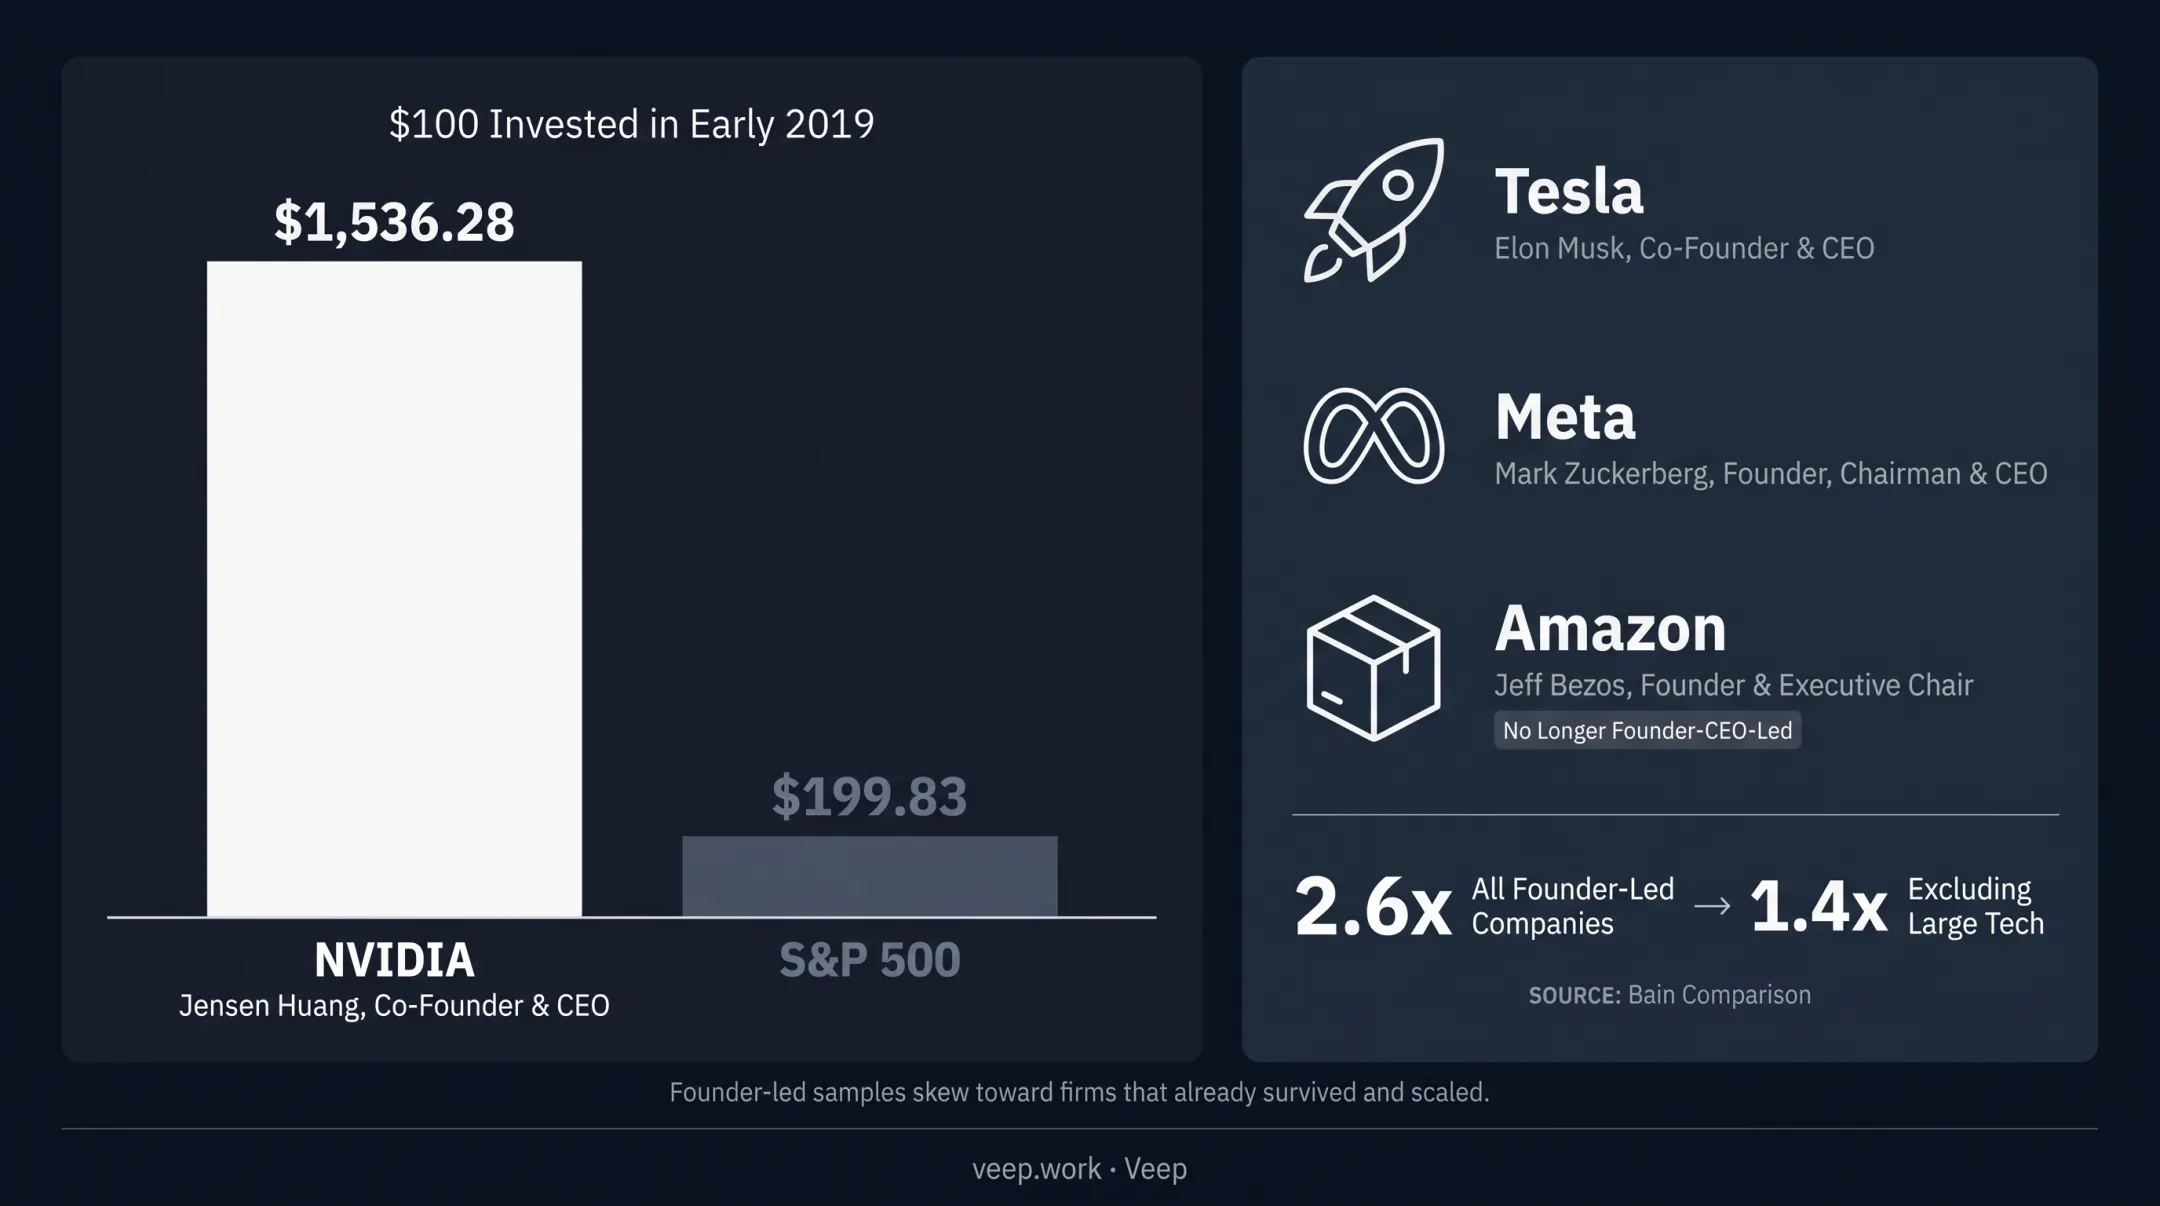 $100 Invested in Early 2019
$1,536.28
$199.83
NVIDIA
Jensen Huang, Co-Founder & CEO
S&P 500
Tesla
Elon Musk, Co-Founder & CEO
Meta
Mark Zuckerberg, Founder, Chairman & CEO
Amazon
Jeff Bezos, Founder & Executive Chair
No Longer Founder-CEO-Led
2.6x
All Founder-Led
Companies
→
1.4x
Excluding
Large Tech
SOURCE: Bain Comparison
Founder-led samples skew toward firms that already survived and scaled.
veep.work · Veep